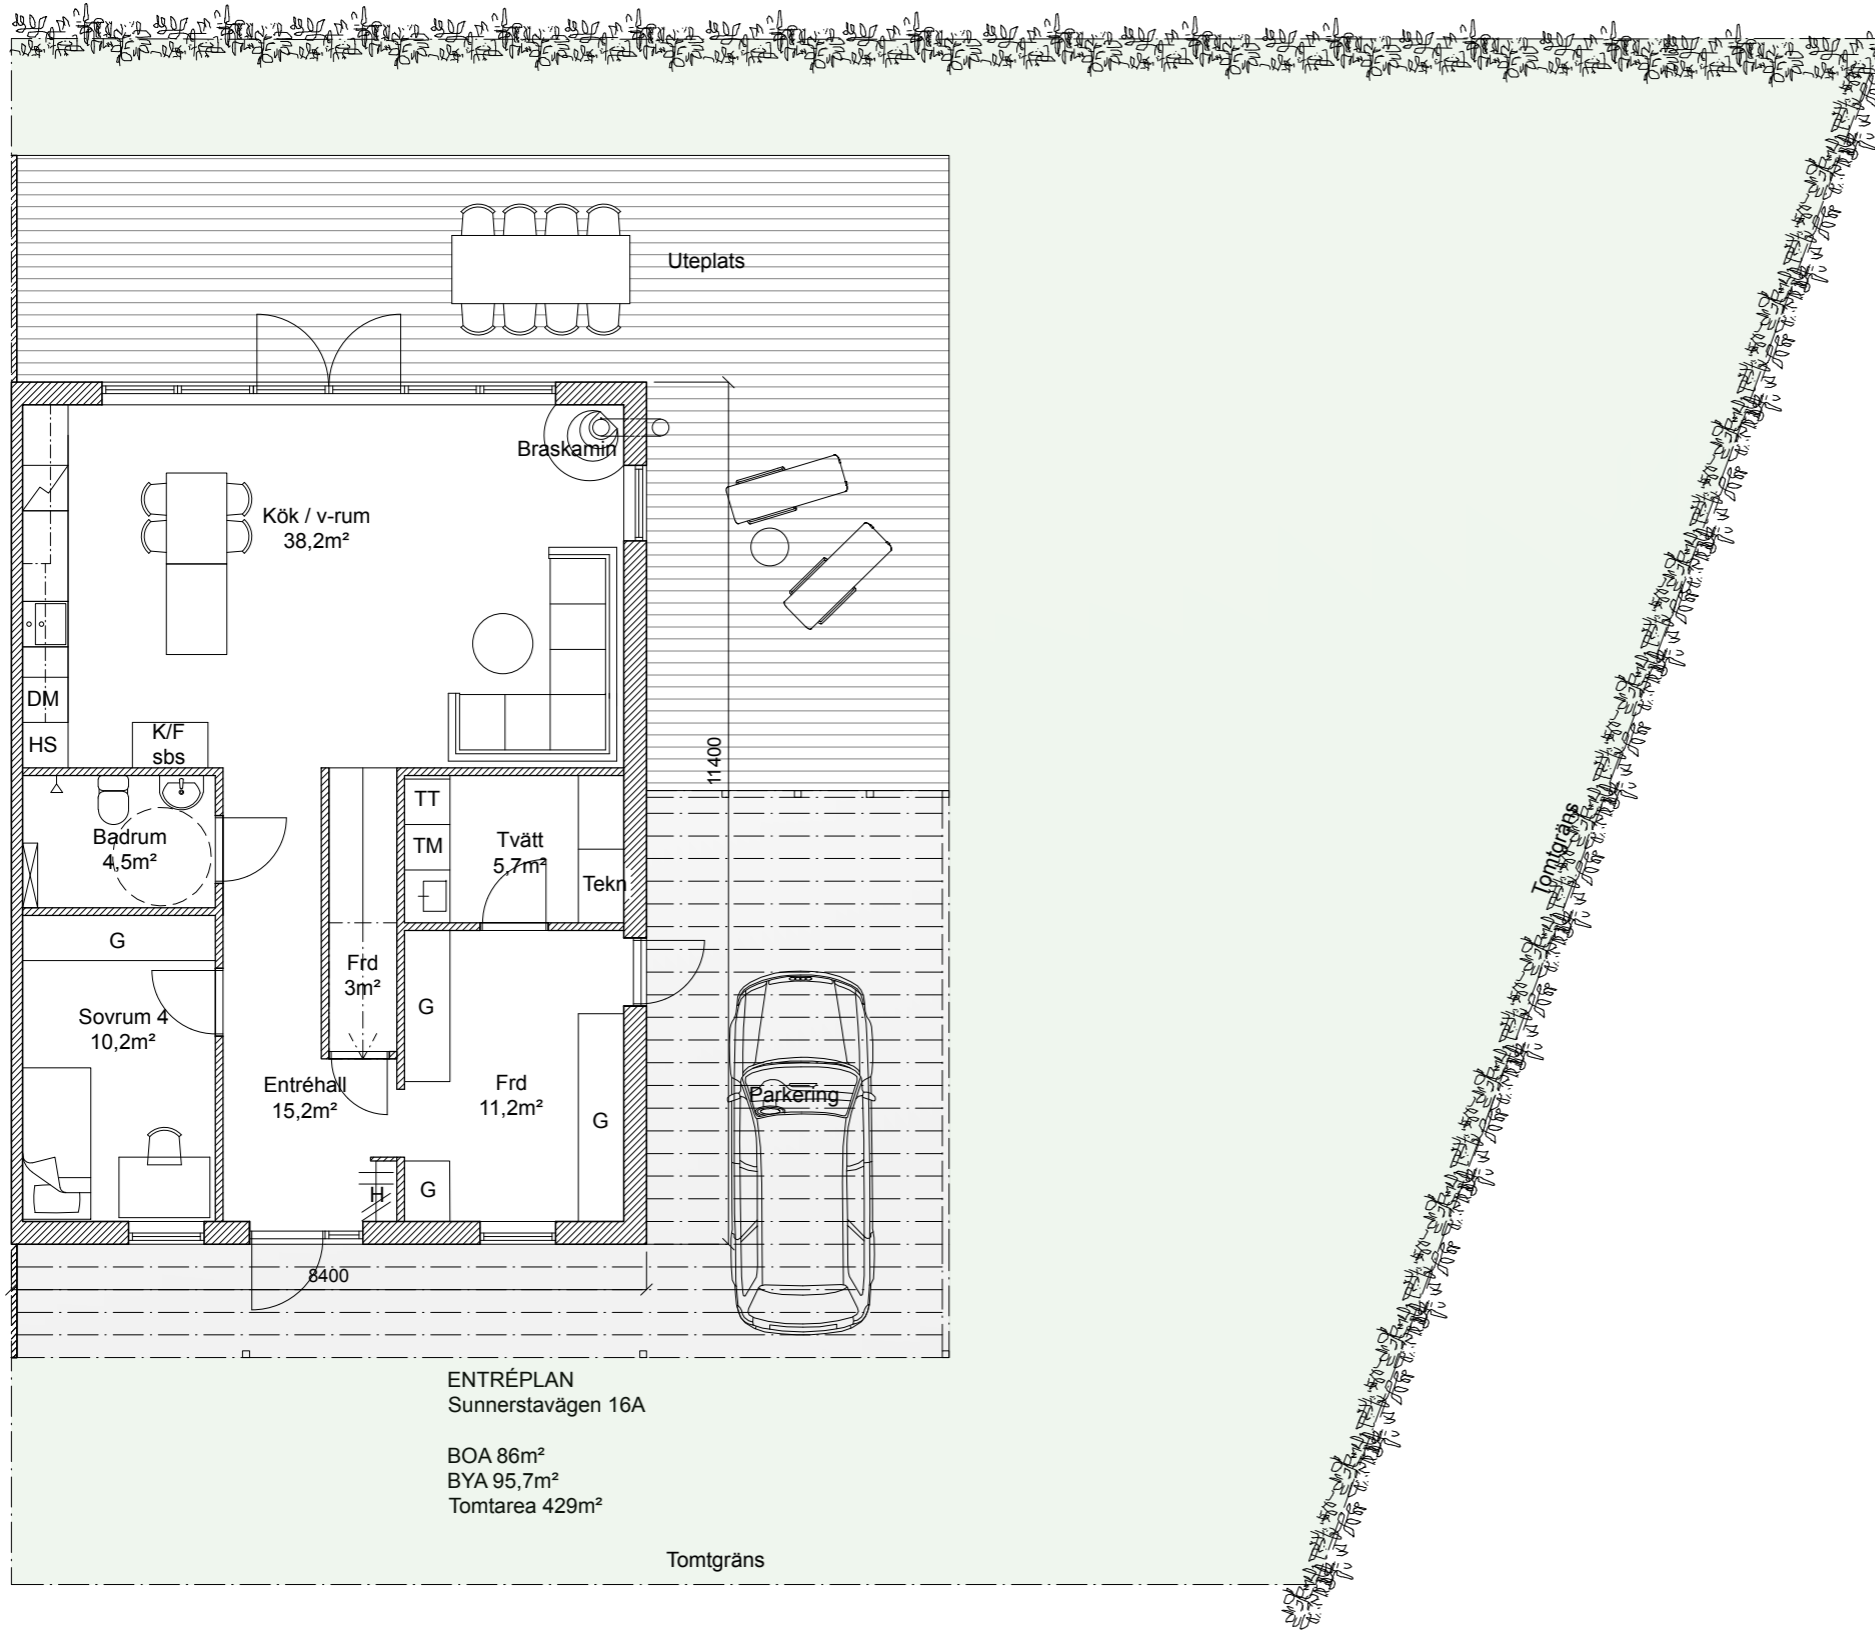 Uteplats
Braskamin
Kök / v-rum
38,2m²
DM
HS
K/F
sbs
11400
TT
TM
Tvätt
5,7m²
Tekn
Badrum
4,5m²
Tomtgräns
G
Frd
3m²
G
Sovrum 4
10,2m²
Entréhall
15,2m²
Frd
11,2m²
G
Parkering
H
G
8400
ENTRÉPLAN
Sunnerstavägen 16A
BOA 86m²
BYA 95,7m²
Tomtarea 429m²
Tomtgräns